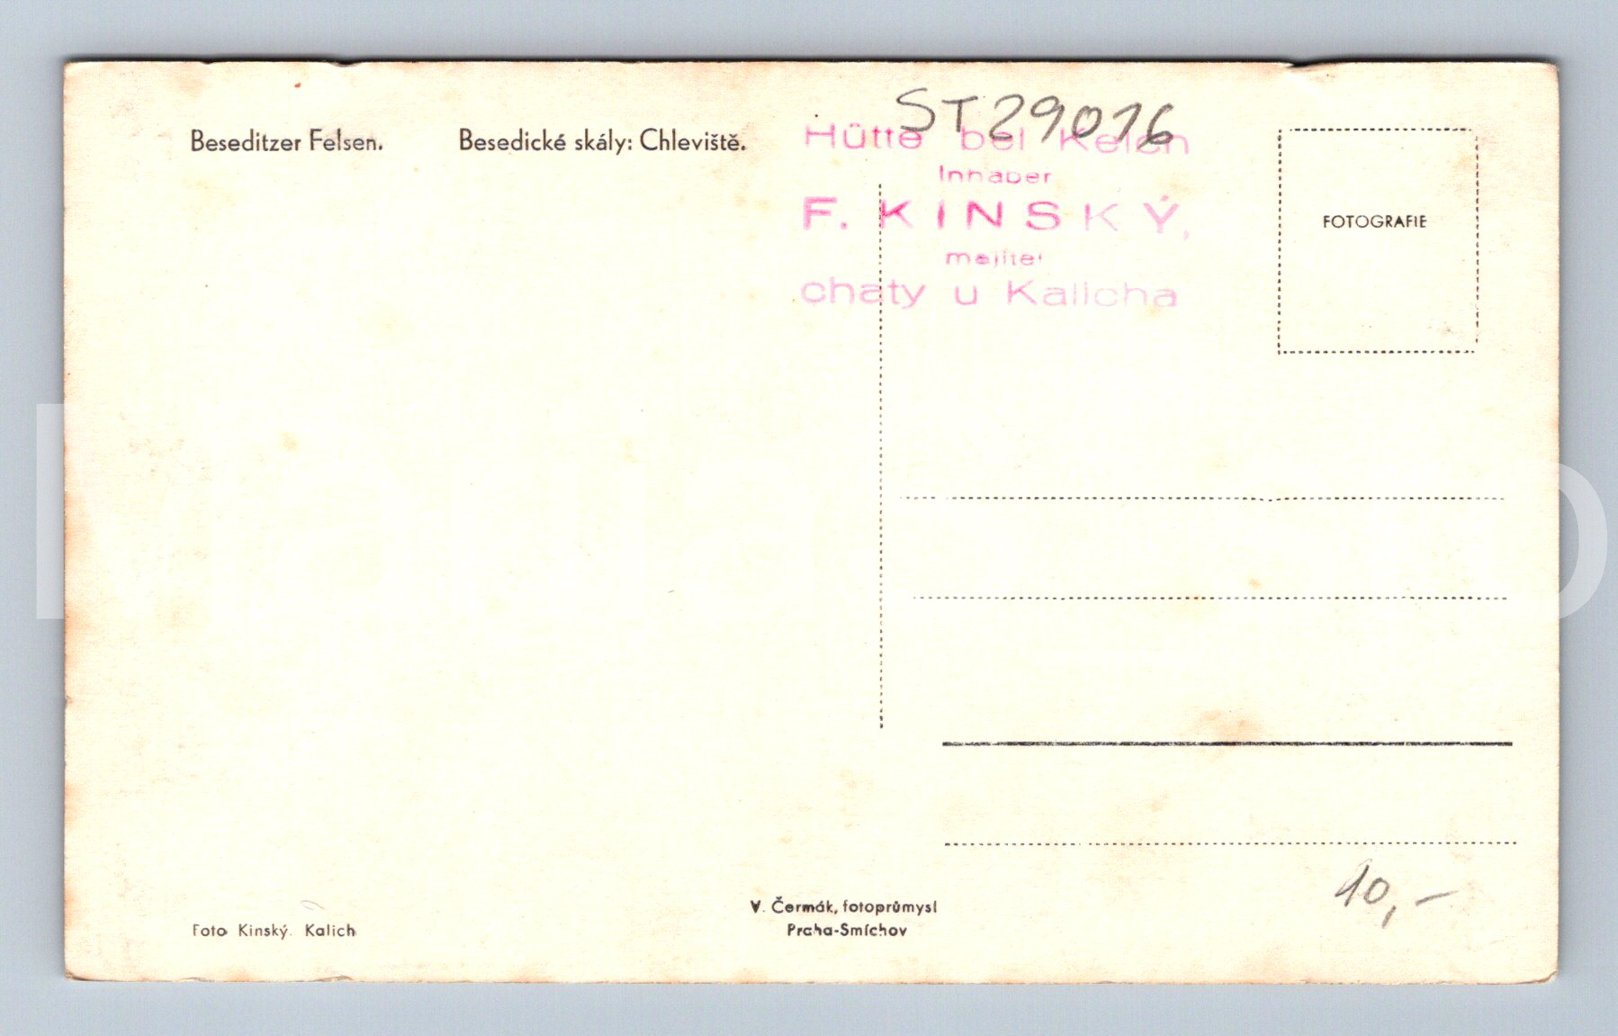 Beseditzer Felsen. Besedické skály: Chleviště.
ST29016
Hütte bei Kelch
Inhaber
F. KINSKÝ,
majitel
chaty u Kalicha
FOTOGRAFIE
10,-
V. Čermák, fotoprůmysl
Praha-Smíchov
Foto Kinský. Kalich